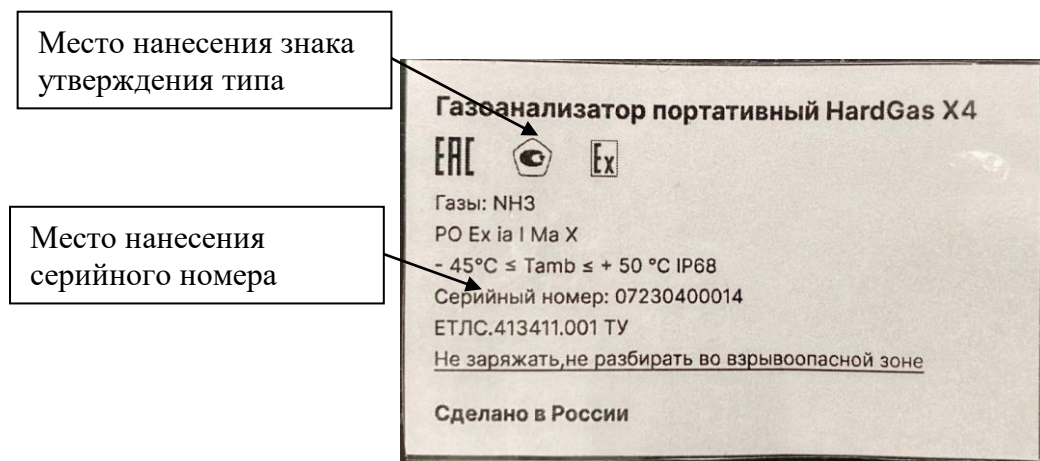 Место нанесения знака
утверждения типа
Газоанализатор портативный HardGas X4
EAC Ex
Газы: NH3
PO Ex ia I Ma X
Место нанесения
серийного номера
- 45°C ≤ Tamb ≤ + 50 °C IP68
Серийный номер: 07230400014
ЕТЛС.413411.001 ТУ
Не заряжать,не разбирать во взрывоопасной зоне
Сделано в России